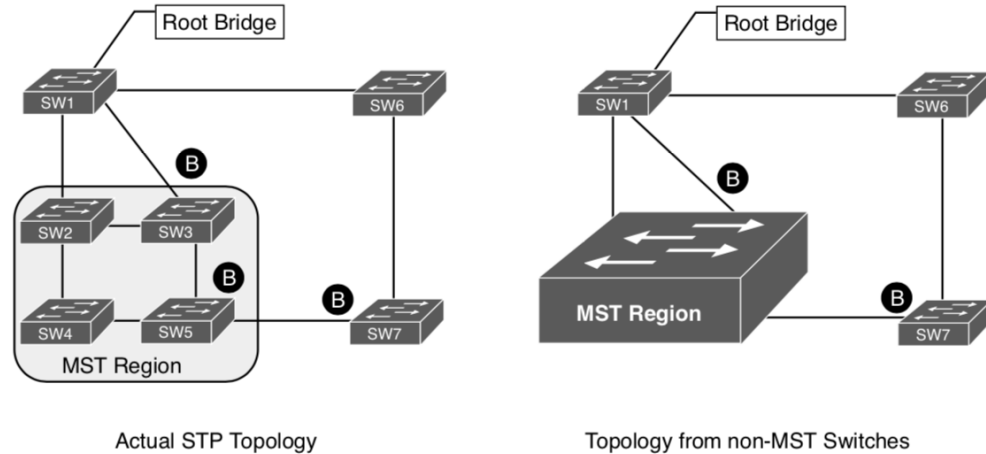 Root Bridge
SW1
SW6
B
SW2
SW3
B
B
SW4
SW5
SW7
MST Region
Actual STP Topology
Root Bridge
SW1
SW6
B
MST Region
B
SW7
Topology from non-MST Switches